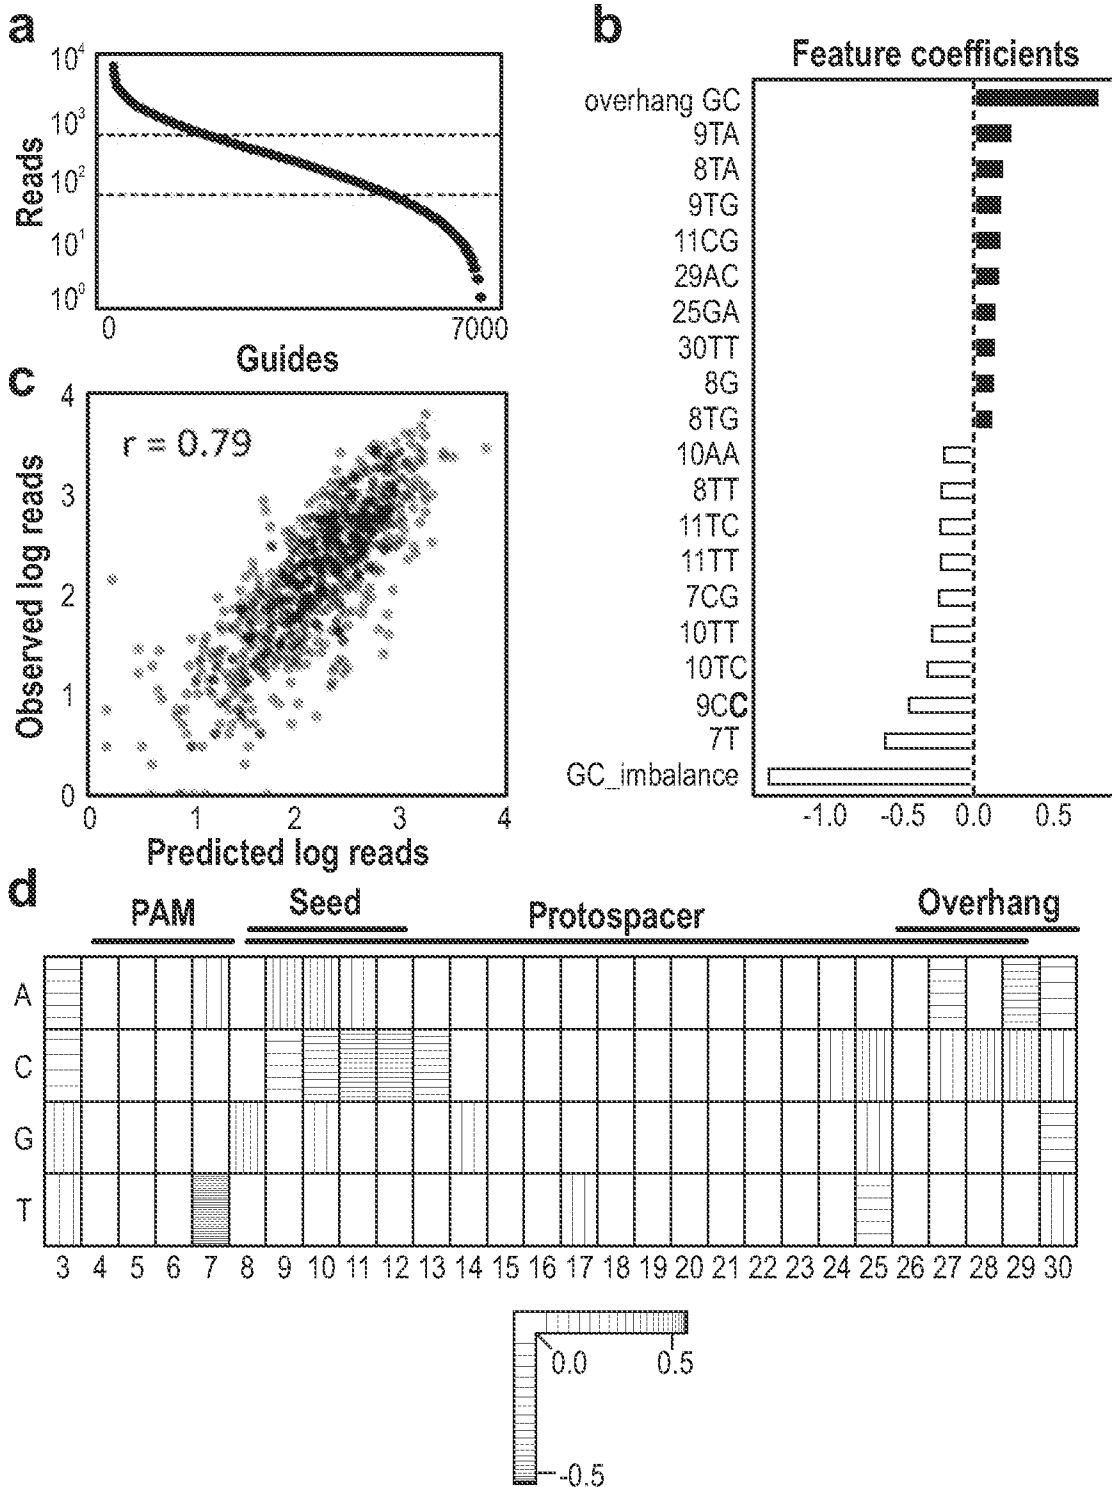 a
10⁴
10³
10²
10¹
10⁰
Reads
0 7000
Guides
b
Feature coefficients
overhang GC
9TA
8TA
9TG
11CG
29AC
25GA
30TT
8G
8TG
10AA
8TT
11TC
11TT
7CG
10TT
10TC
9CC
7T
GC_imbalance
-1.0 -0.5 0.0 0.5
c
r = 0.79
4
3
2
1
0
Observed log reads
0 1 2 3 4
Predicted log reads
d
PAM Seed Protospacer Overhang
A
C
G
T
3 4 5 6 7 8 9 10 11 12 13 14 15 16 17 18 19 20 21 22 23 24 25 26 27 28 29 30
0.0 0.5
-0.5